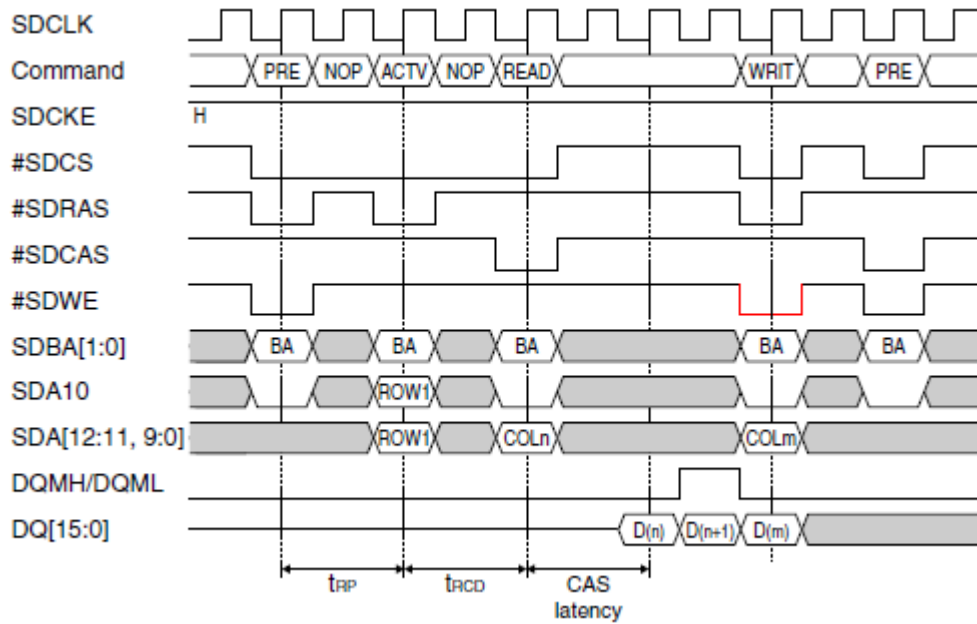 SDCLK
Command PRE NOP ACTV NOP READ WRIT PRE
SDCKE H
#SDCS
#SDRAS
#SDCAS
#SDWE
SDBA[1:0] BA BA BA BA BA
SDA10 ROW1
SDA[12:11, 9:0] ROW1 COLn COLm
DQMH/DQML
DQ[15:0] D(n) D(n+1) D(m)
tRP tRCD CAS
latency